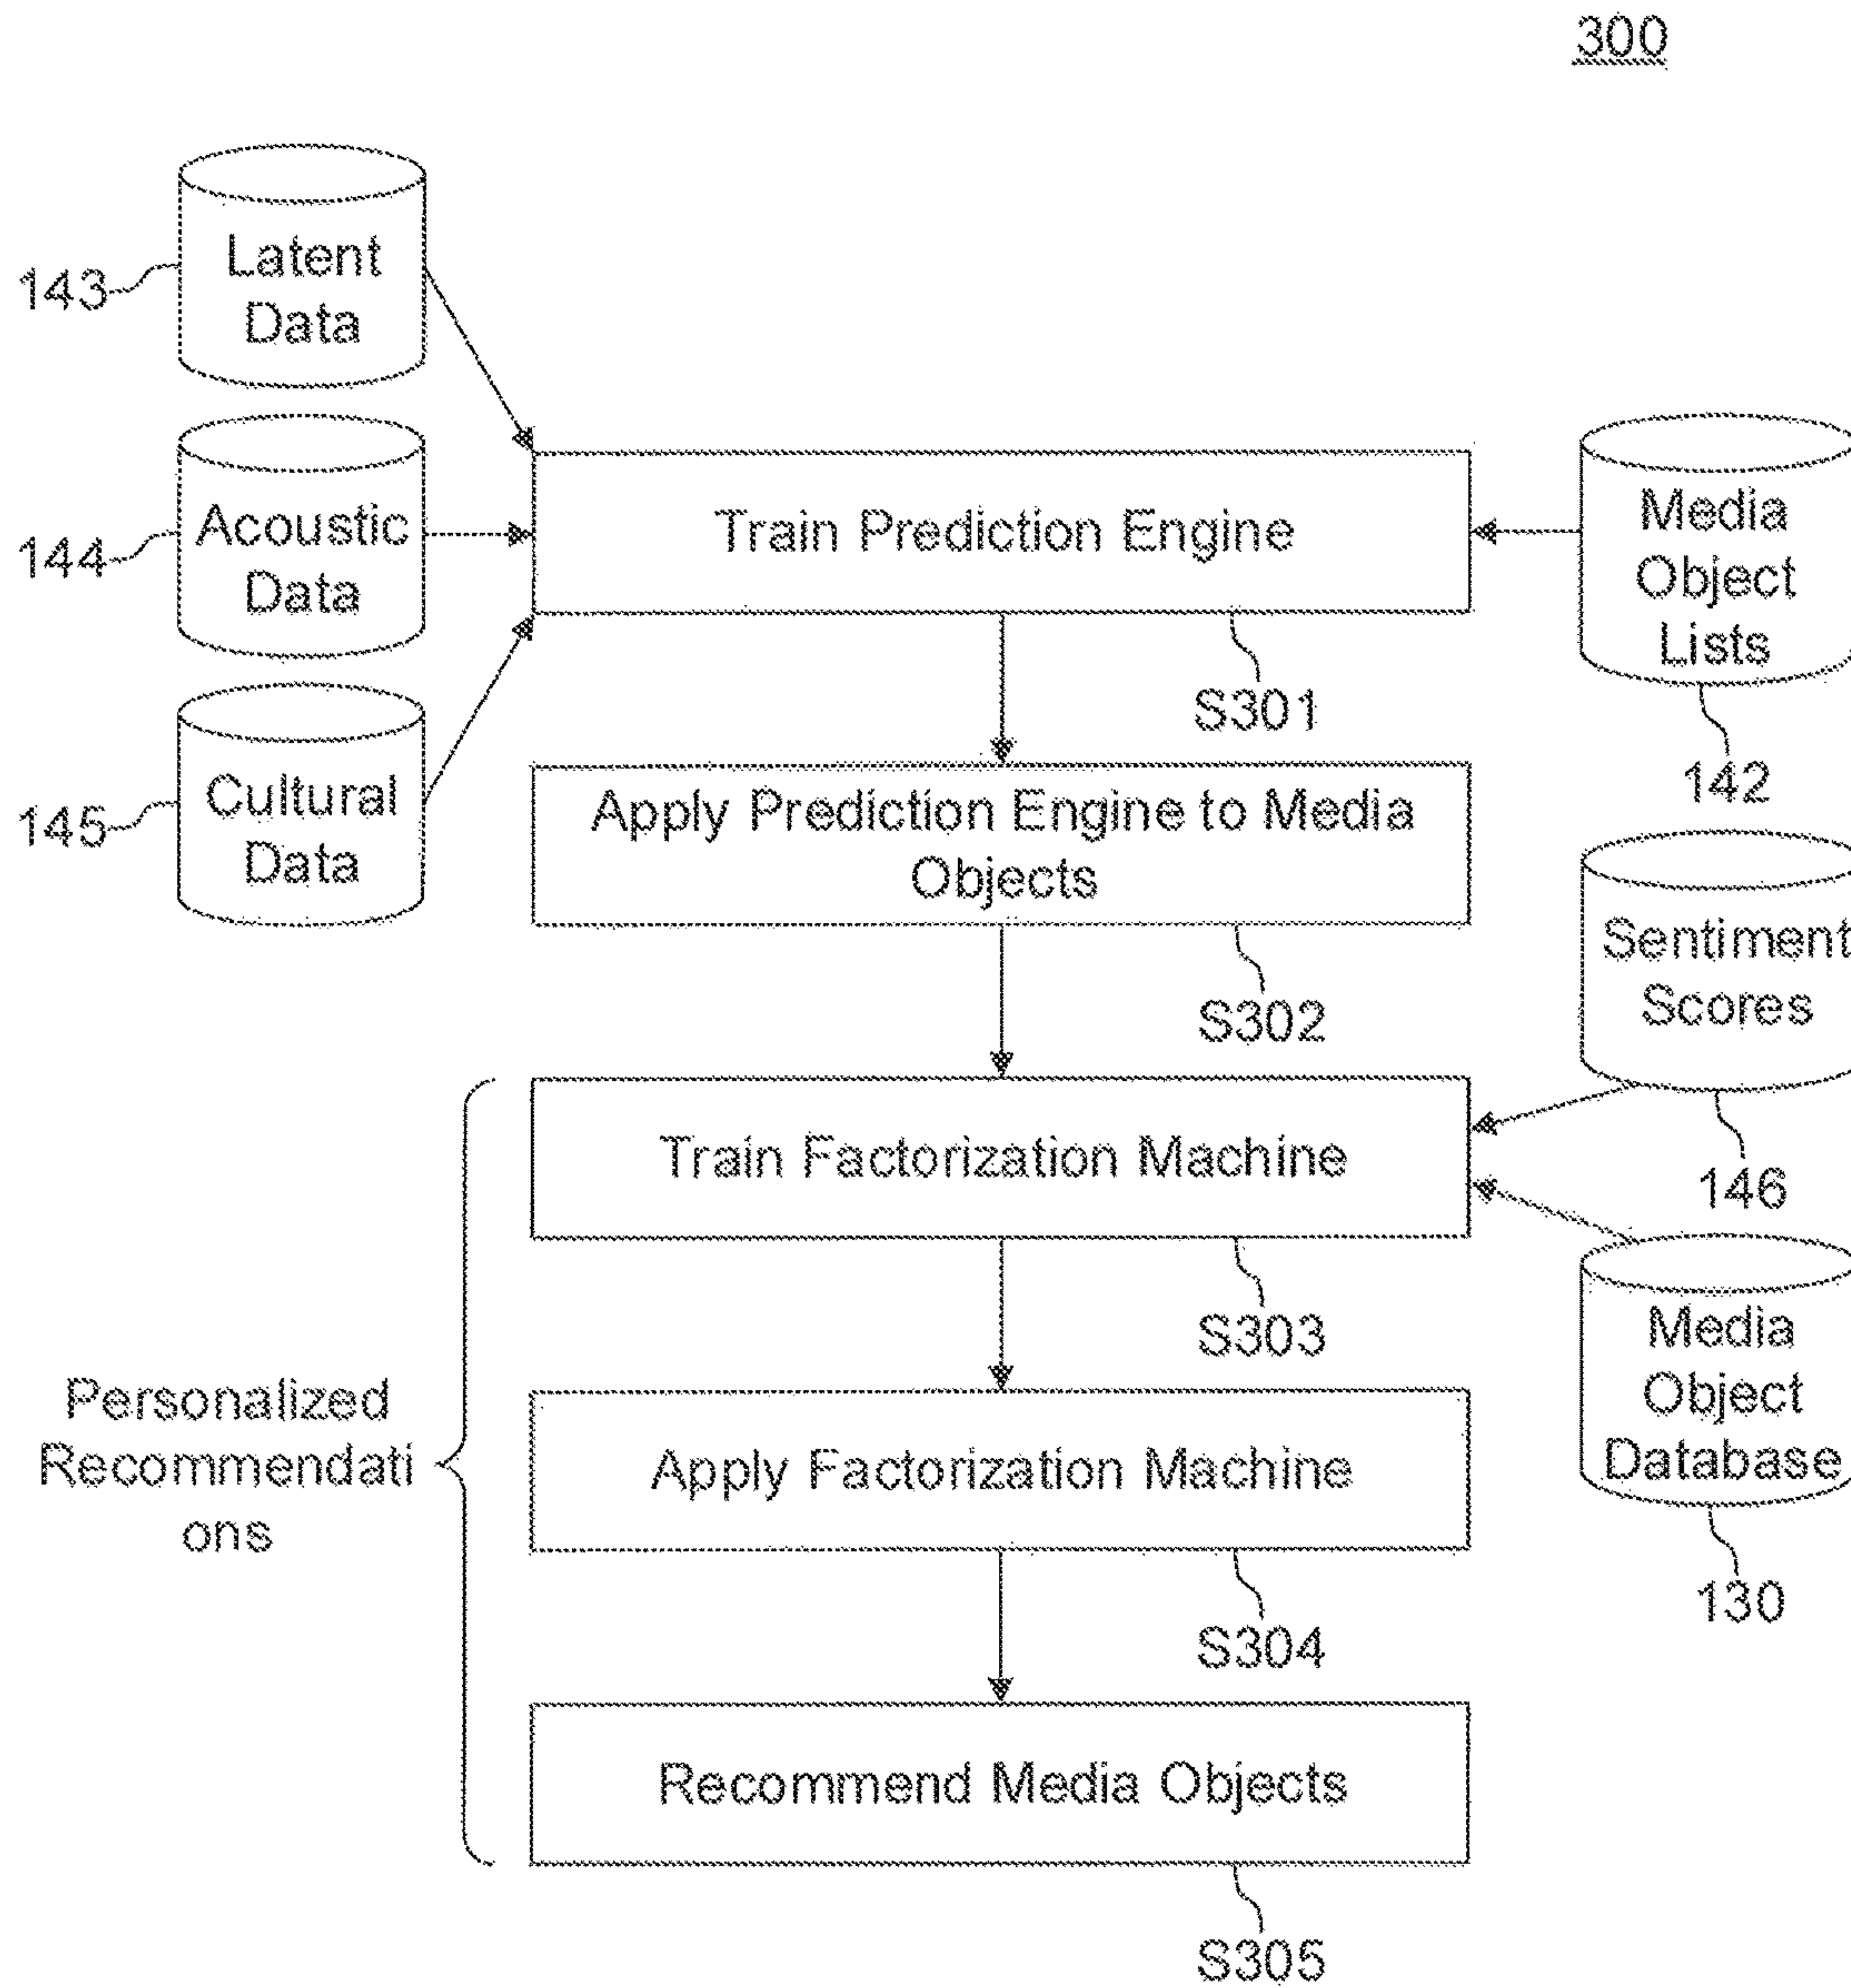 300
Latent
Data
143
Acoustic
Data
144
Cultural
Data
145
Train Prediction Engine
S301
Media
Object
Lists
142
Apply Prediction Engine to Media
Objects
S302
Sentiment
Scores
146
Train Factorization Machine
S303
Media
Object
Database
130
Personalized
Recommendati
ons
Apply Factorization Machine
S304
Recommend Media Objects
S305